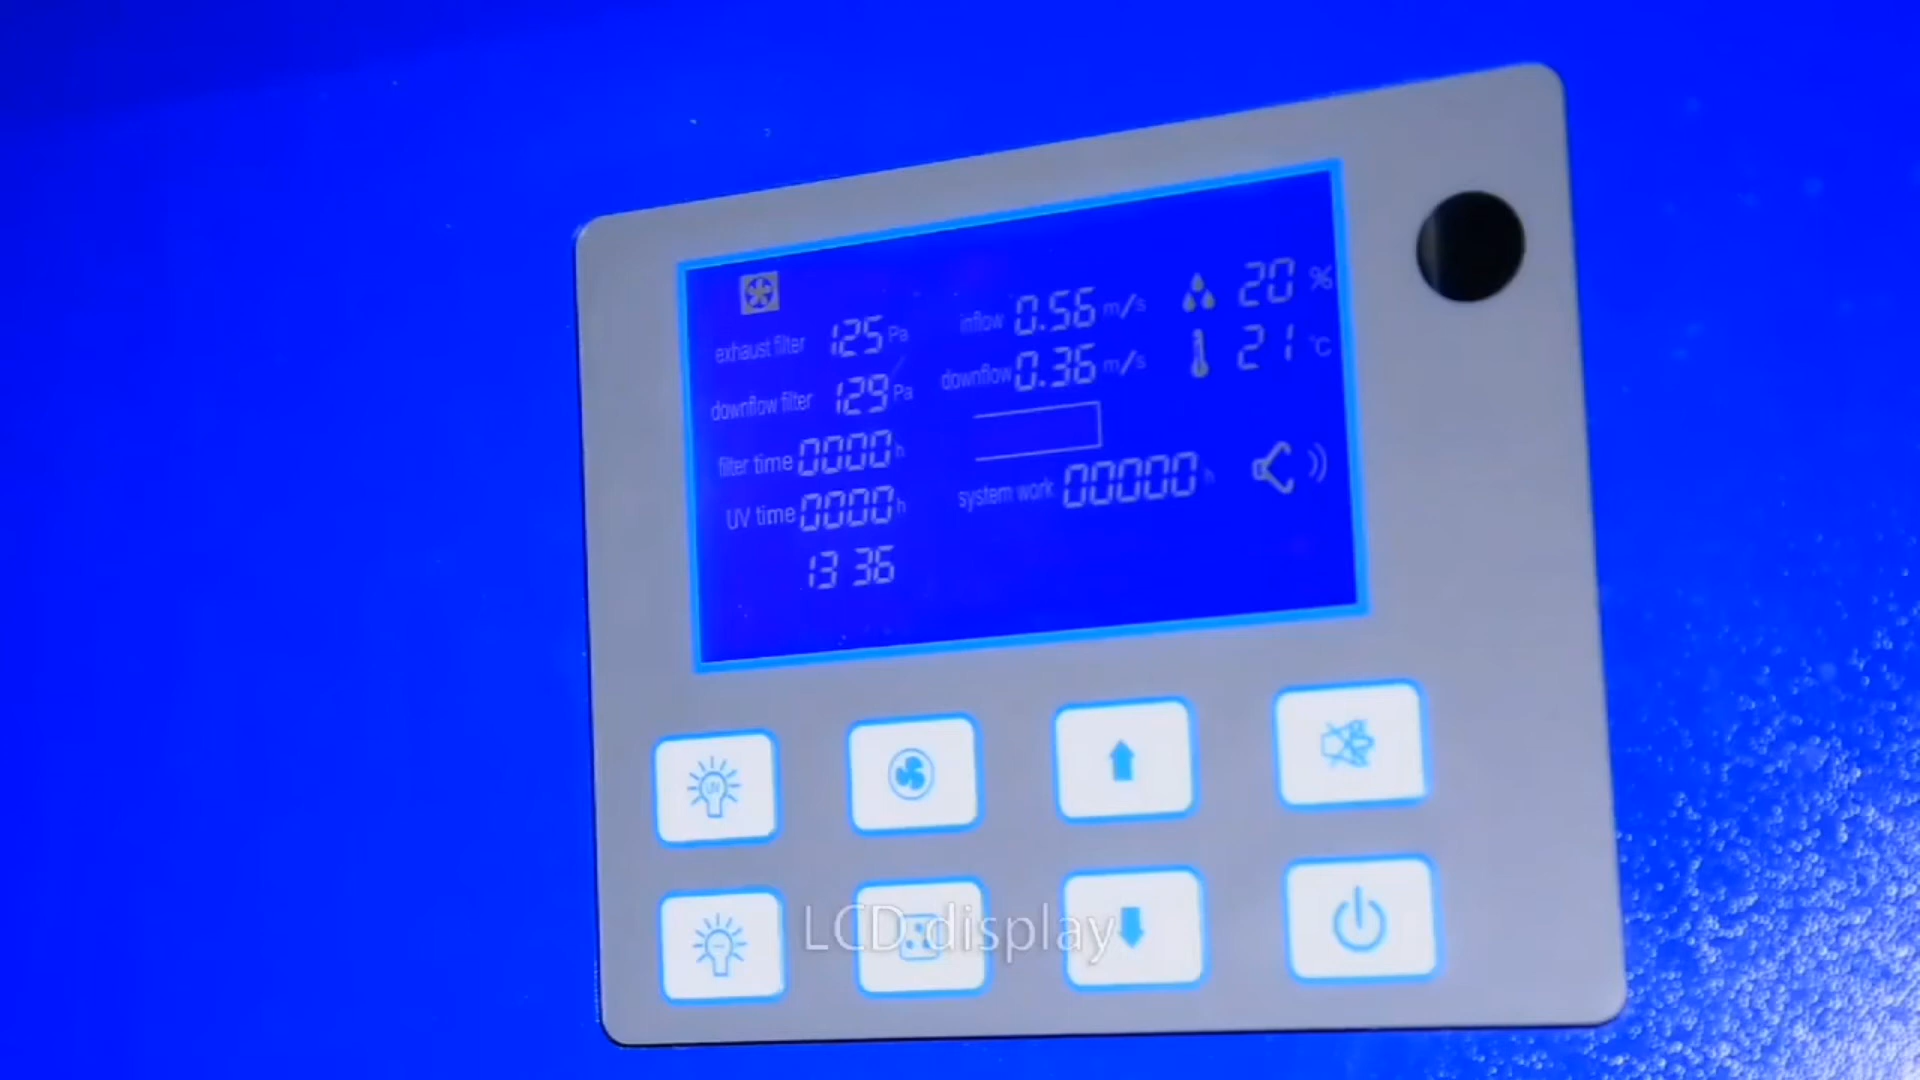 exhaust filter 125 Pa
downflow filter 129 Pa
filter time 0000 h
UV time 0000 h
13 36
inflow 0.56 m/s
downflow 0.36 m/s
system work 00000 h
20 %
21 °C
UV
LCD display